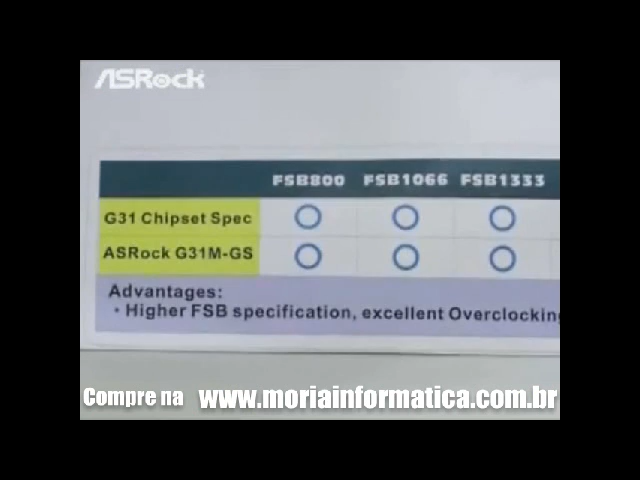 ASRock
FSB800 FSB1066 FSB1333
G31 Chipset Spec
ASRock G31M-GS
Advantages:
· Higher FSB specification, excellent Overclocking
Compre na www.moriainformatica.com.br